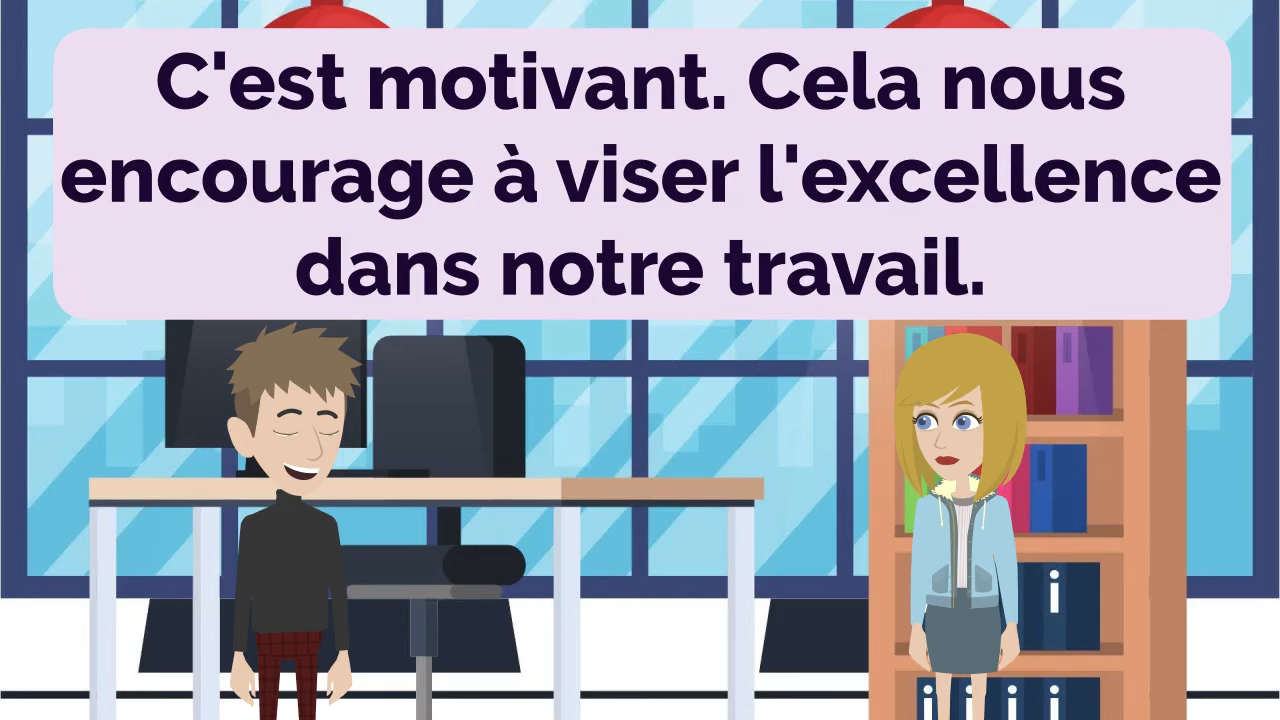 C'est motivant. Cela nous
encourage à viser l'excellence
dans notre travail.